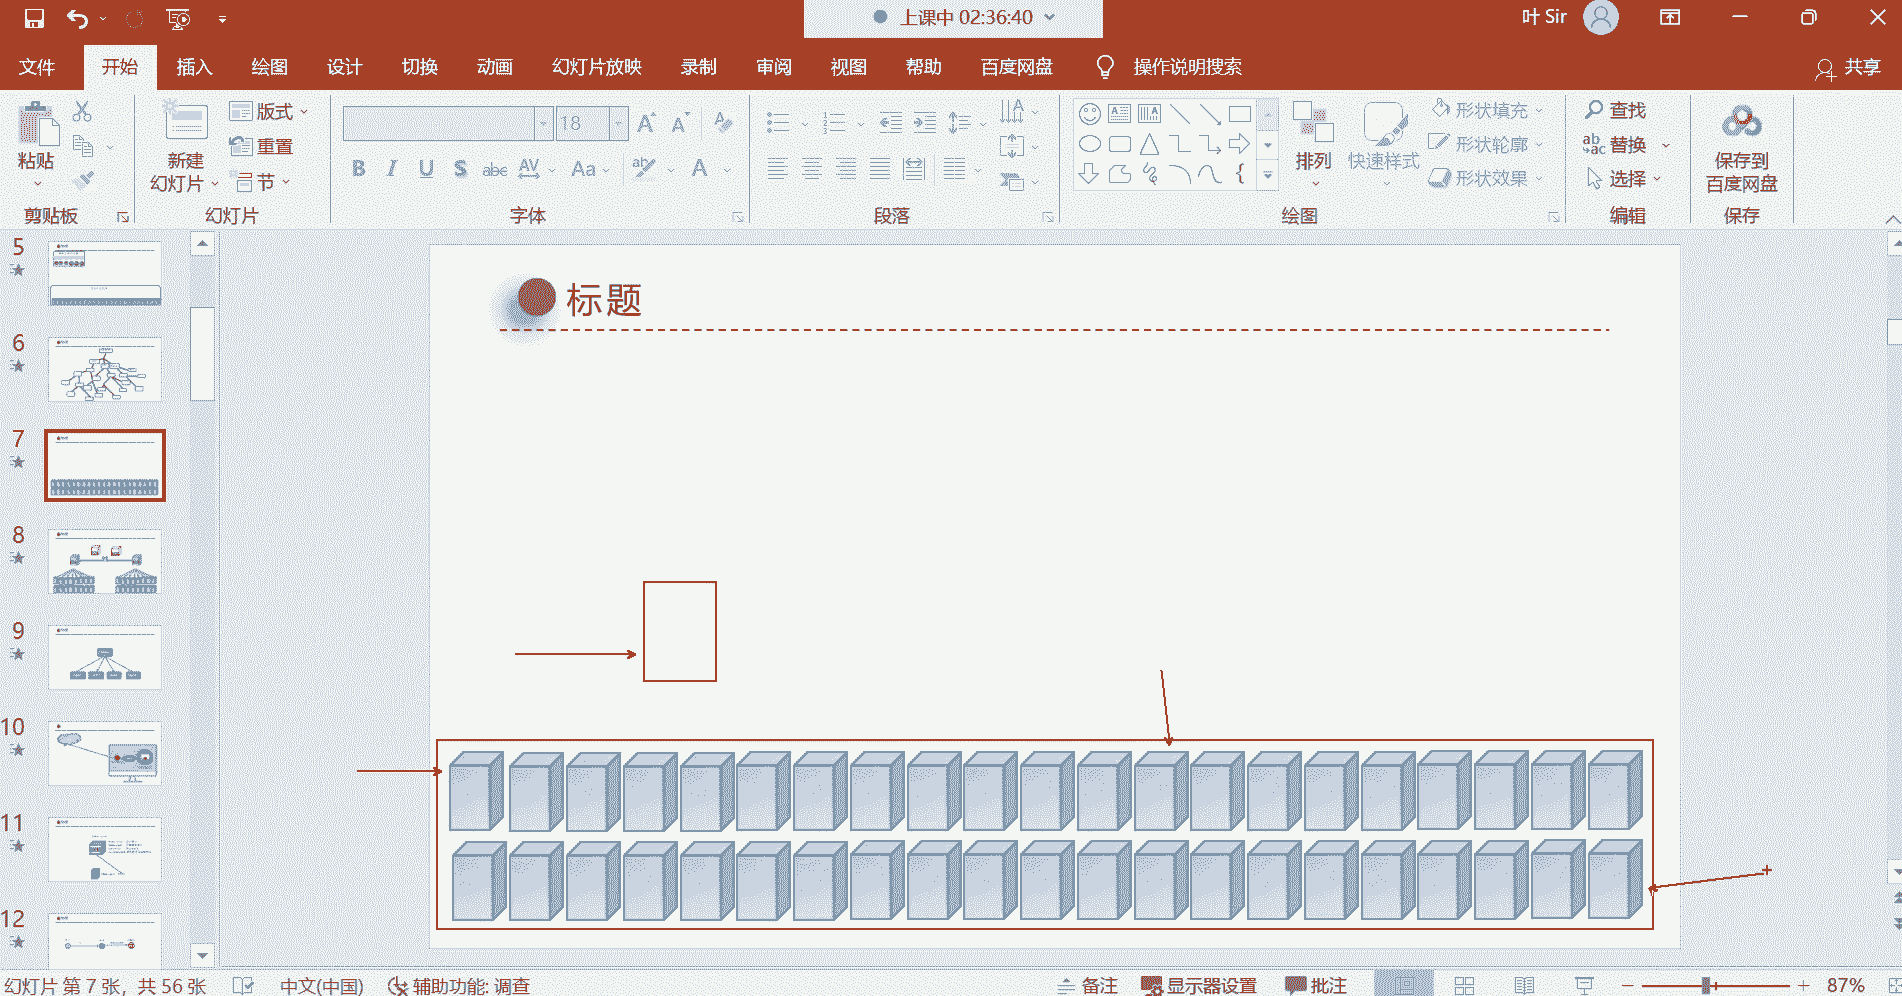 上课中 02:36:40
叶 Sir
文件 开始 插入 绘图 设计 切换 动画 幻灯片放映 录制 审阅 视图 帮助 百度网盘 操作说明搜索 共享
粘贴
剪贴板
新建
幻灯片
版式
重置
节
幻灯片
18
B I U S abc AV Aa A
字体
段落
排列
快速样式
形状填充
形状轮廓
形状效果
绘图
查找
替换
选择
编辑
保存到
百度网盘
保存
5
6
7
8
9
10
11
12
标题
幻灯片 第 7 张，共 56 张 中文(中国) 辅助功能: 调查 备注 显示器设置 批注 87%